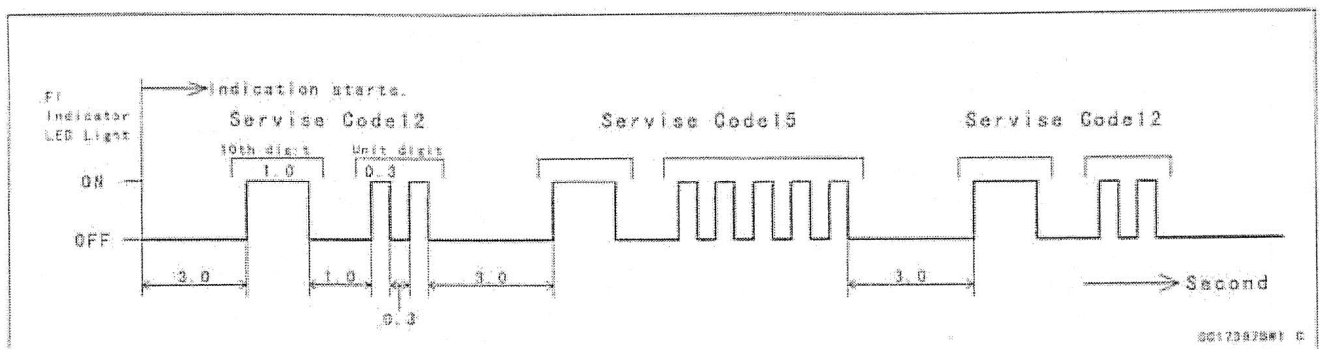 Indication starts.
FI
Indicator
LED Light
Servise Code12
Servise Code15
Servise Code12
10th digit
Unit digit
1.0
0.3
ON
OFF
3.0
1.0
3.0
3.0
Second
0.3